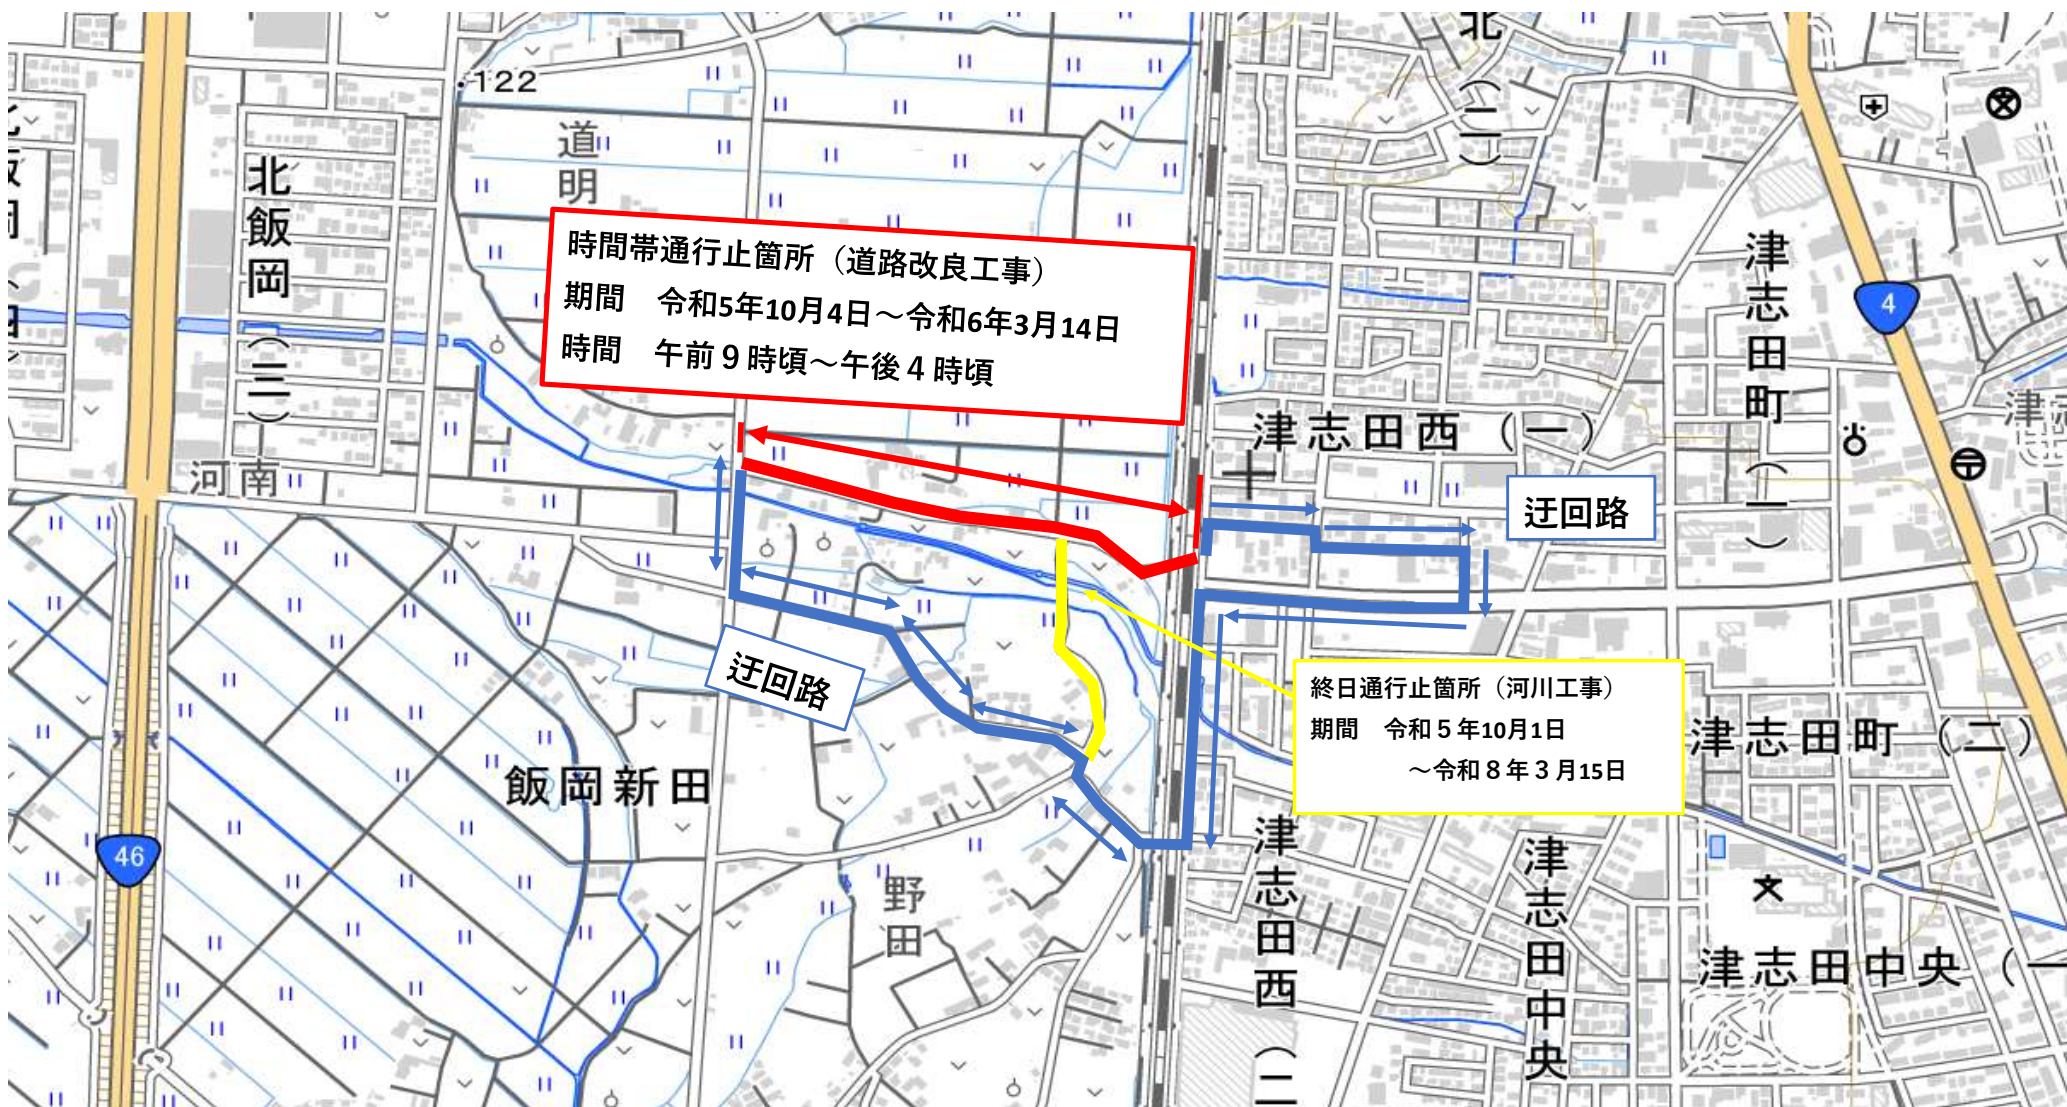 122
道明
北飯岡(三)
河南
時間帯通行止箇所（道路改良工事）
期間　令和5年10月4日～令和6年3月14日
時間　午前９時頃～午後４時頃
北(二)
津志田町(一)
4
津志田西(一)
迂回路
迂回路
終日通行止箇所（河川工事）
期間　令和５年10月1日
～令和８年３月15日
津志田町(二)
飯岡新田
46
野田
津志田西(二
津志田中央
津志田中央(一